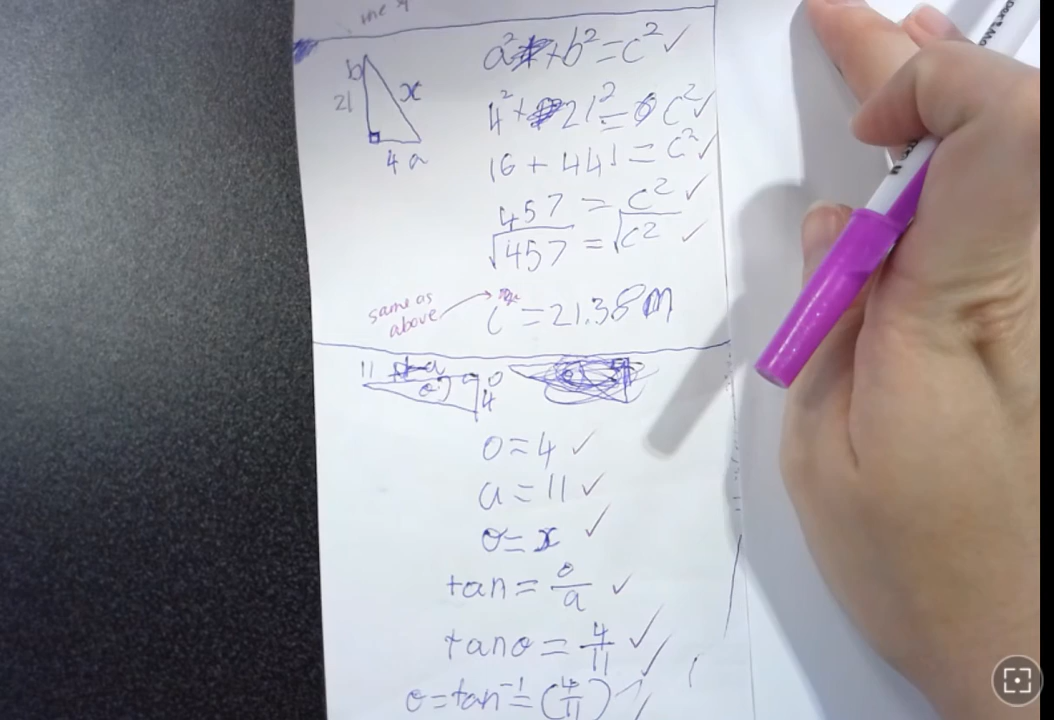 b
21
x
4 a
a² + b² = c² ✓
4² + 21² = c² ✓
16 + 441 = c² ✓
457 = c² ✓
√457 = √c² ✓
same as
above
c = 21.38m
11 a
θ
o
4
o = 4 ✓
a = 11 ✓
θ = x ✓
tan = o/a ✓
tanθ = 4/11 ✓
θ = tan⁻¹ = (4/11) ✓